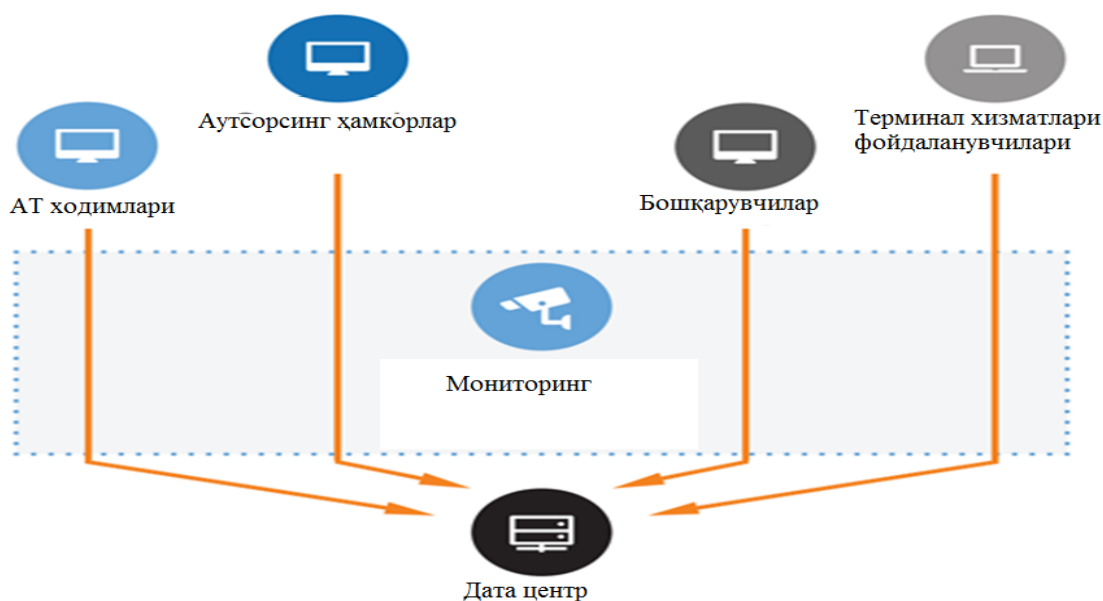 Аутсорсинг ҳамкорлар
Терминал хизматлари
фойдаланувчилари
АТ ходимлари
Бошқарувчилар
Мониторинг
Дата центр